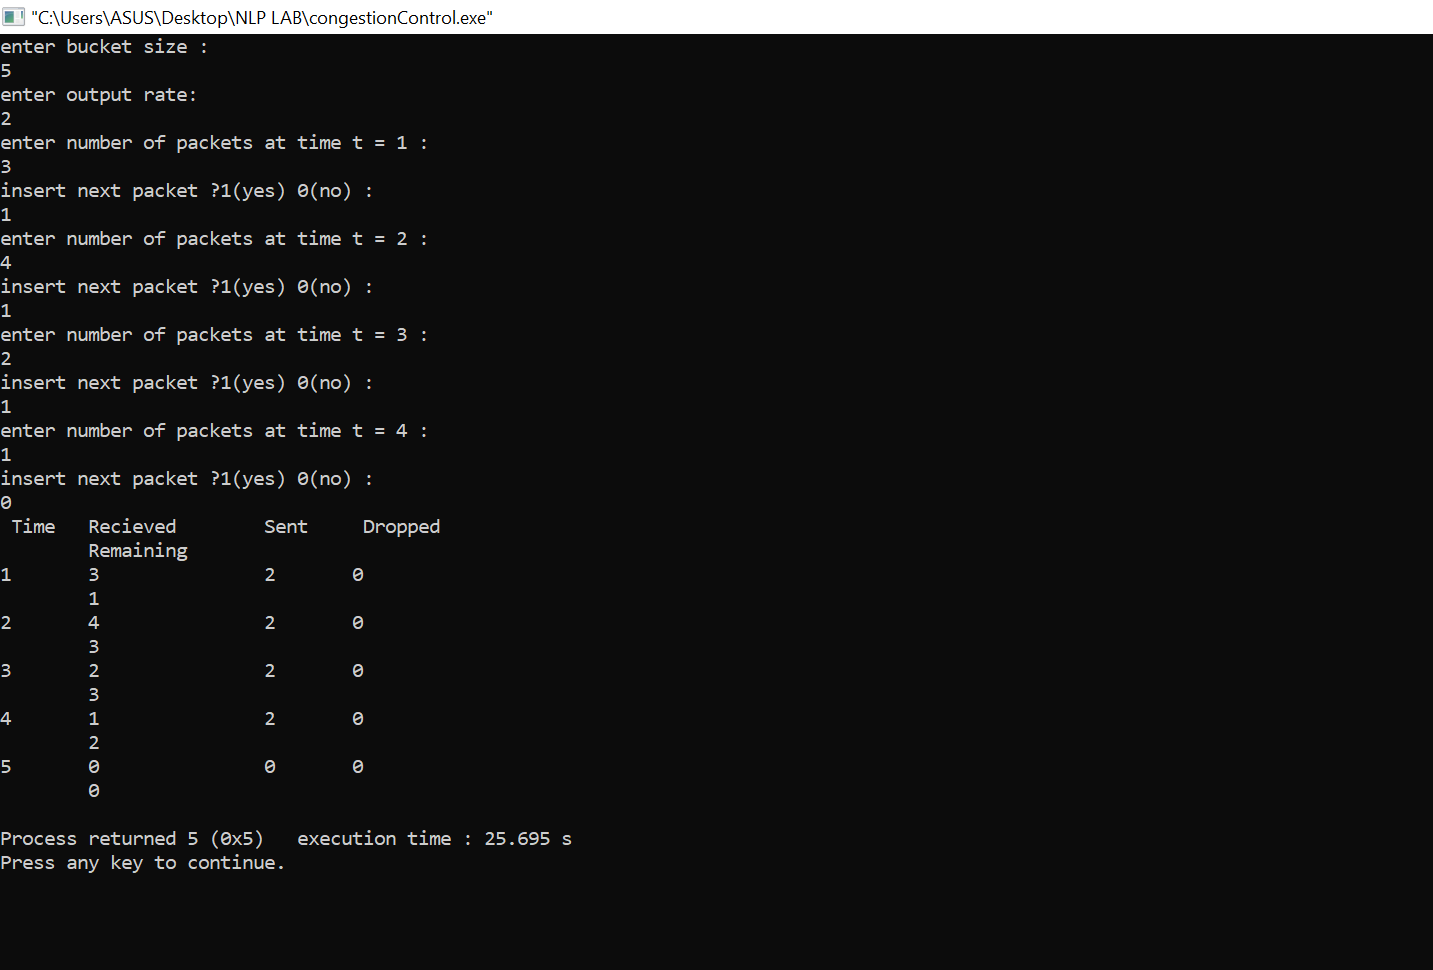 "C:\Users\ASUS\Desktop\NLP LAB\congestionControl.exe"
enter bucket size :
5
enter output rate:
2
enter number of packets at time t = 1 :
3
insert next packet ?1(yes) 0(no) :
1
enter number of packets at time t = 2 :
4
insert next packet ?1(yes) 0(no) :
1
enter number of packets at time t = 3 :
2
insert next packet ?1(yes) 0(no) :
1
enter number of packets at time t = 4 :
1
insert next packet ?1(yes) 0(no) :
0
Time Recieved Sent Dropped
Remaining
1 3 2 0
1
2 4 2 0
3
3 2 2 0
3
4 1 2 0
2
5 0 0 0
0
Process returned 5 (0x5) execution time : 25.695 s
Press any key to continue.